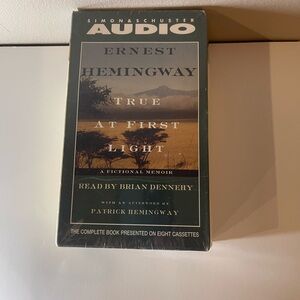 SIMON & SCHUSTER
AUDIO
ERNEST
HEMINGWAY
TRUE
AT FIRST
LIGHT
A FICTIONAL MEMOIR
READ BY BRIAN DENNEHY
WITH AN AFTERWORD BY
PATRICK HEMINGWAY
THE COMPLETE BOOK PRESENTED ON EIGHT CASSETTES